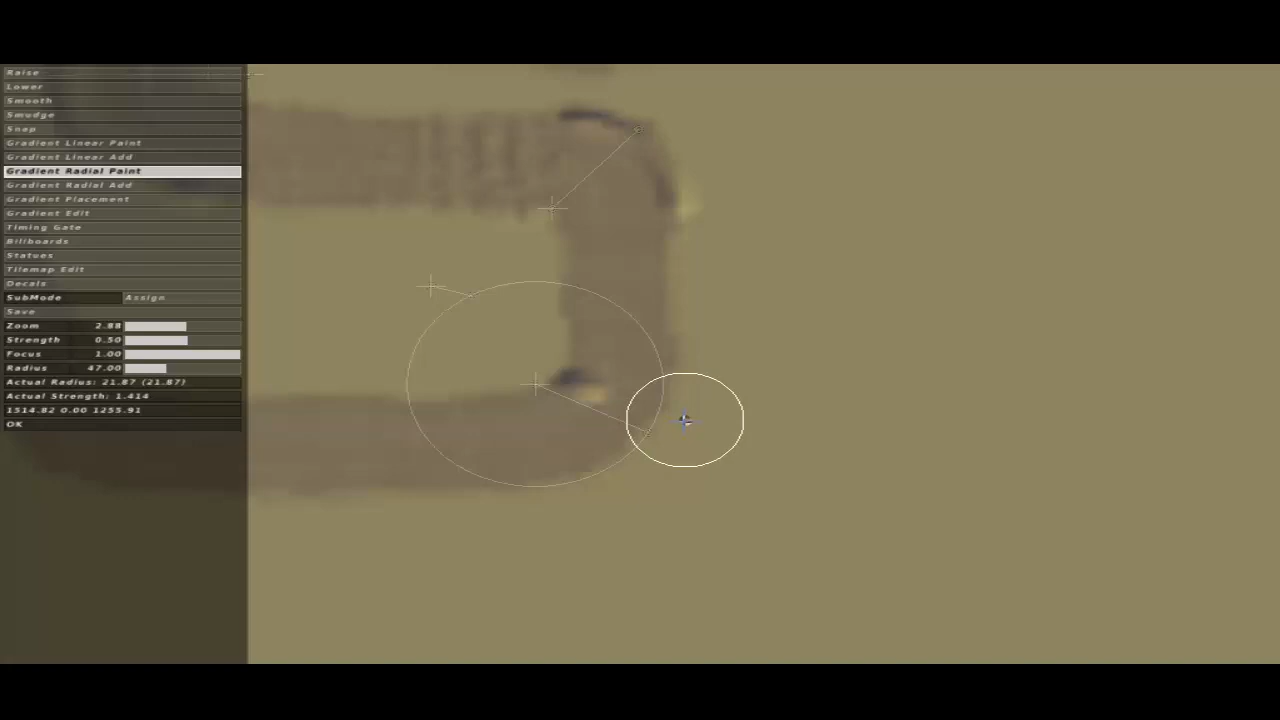 Raise
Lower
Smooth
Smudge
Snap
Gradient Linear Paint
Gradient Linear Add
Gradient Radial Paint
Gradient Radial Add
Gradient Placement
Gradient Edit
Timing Gate
Billboards
Statues
Tilemap Edit
Decals
SubMode Assign
Save
Zoom 2.88
Strength 0.50
Focus 1.00
Radius 47.00
Actual Radius: 21.87 (21.87)
Actual Strength: 1.414
1514.82 0.00 1255.91
OK